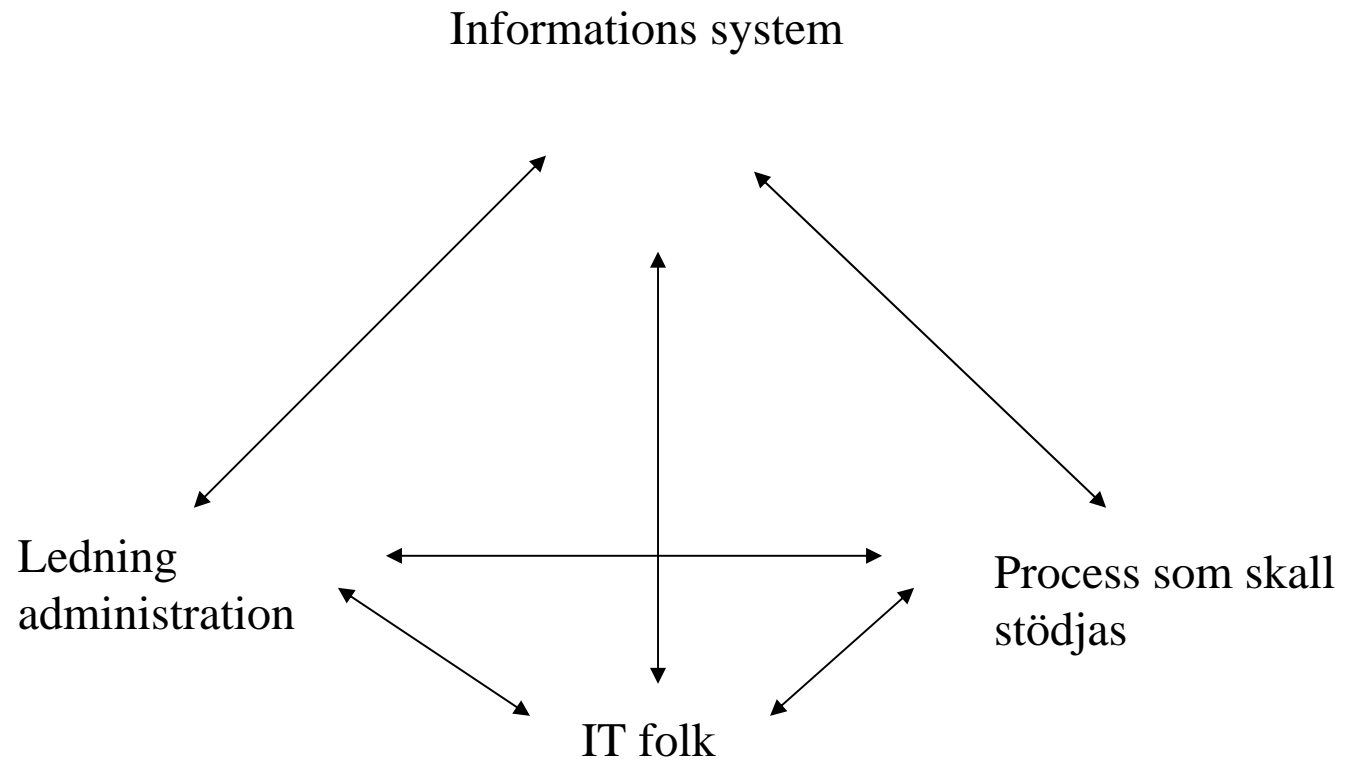 Informations system
Ledning
administration
Process som skall
stödjas
IT folk